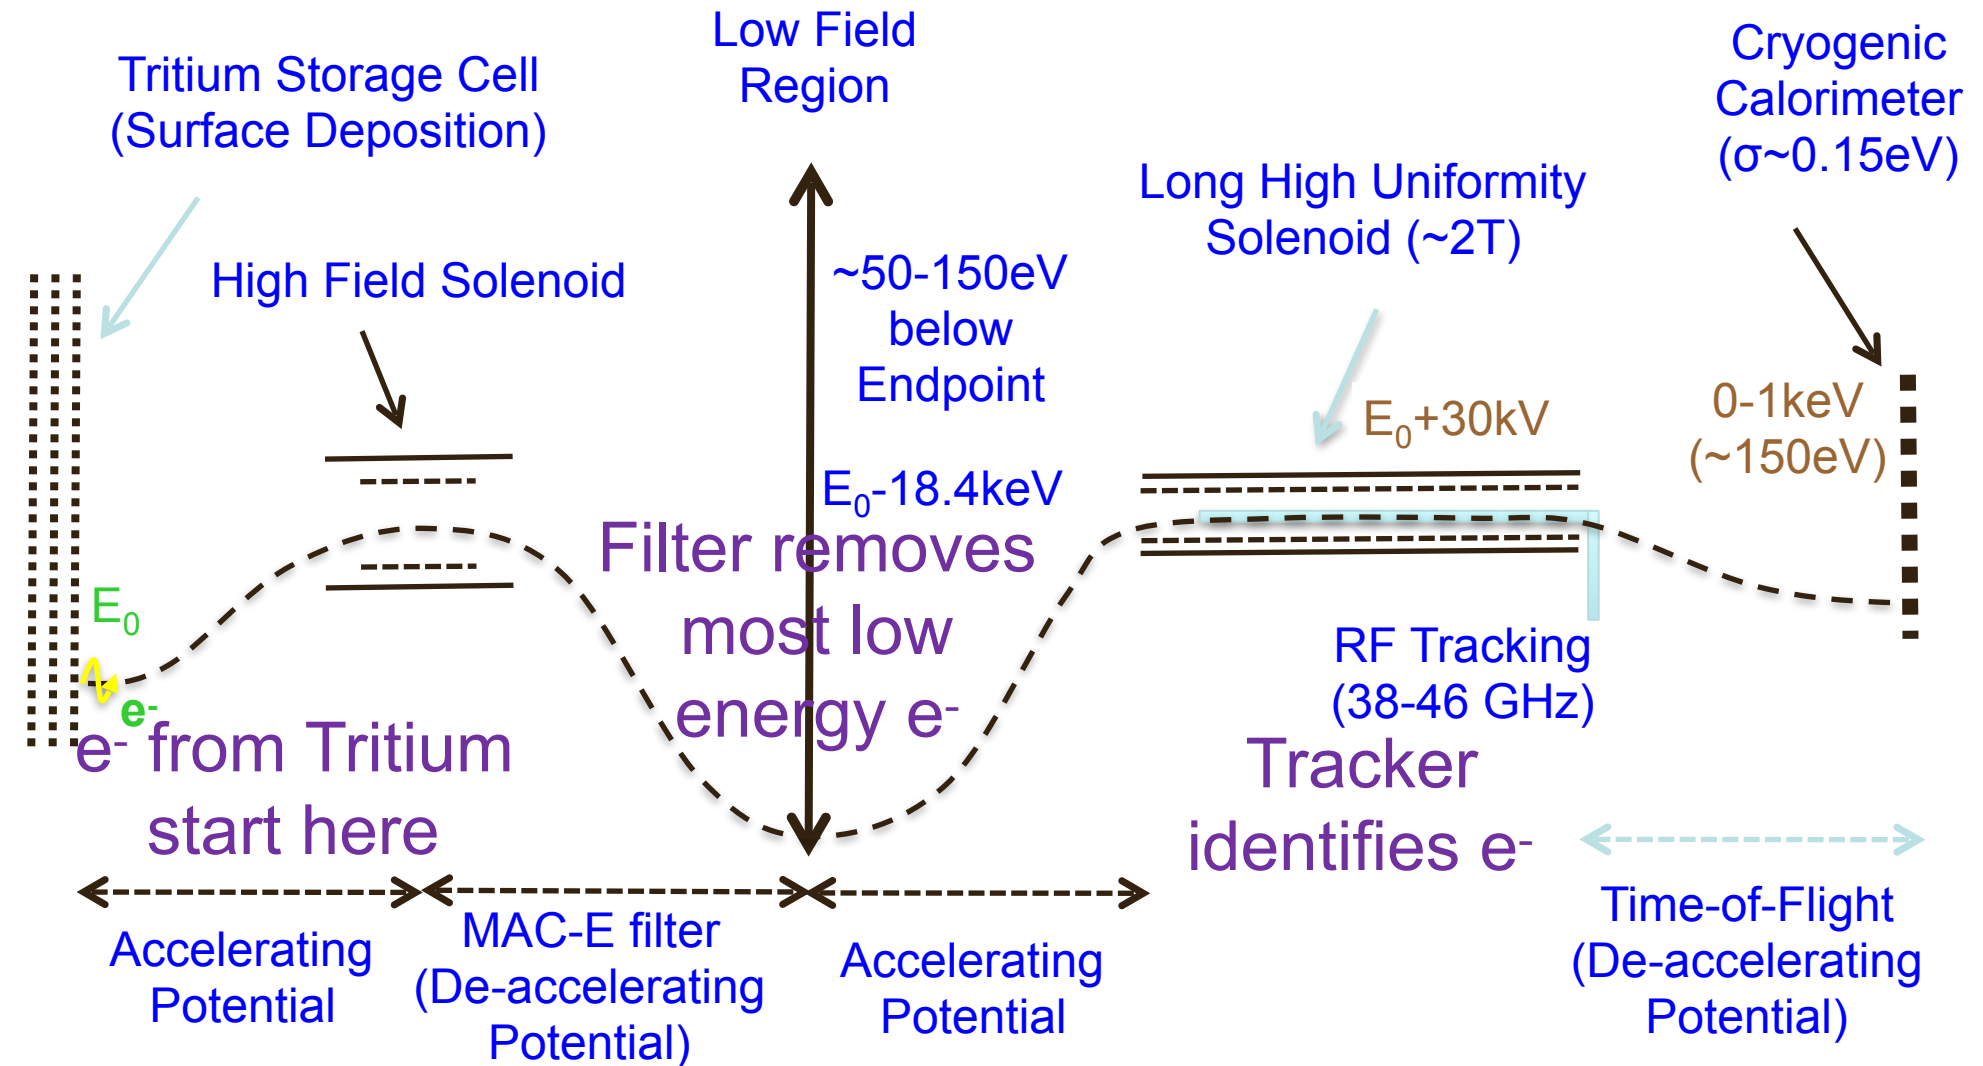 Tritium Storage Cell
(Surface Deposition)
High Field Solenoid
Low Field
Region
~50-150eV
below
Endpoint
E₀-18.4keV
Long High Uniformity
Solenoid (~2T)
Cryogenic
Calorimeter
(σ~0.15eV)
E₀+30kV
0-1keV
(~150eV)
Filter removes
most low
energy e⁻
E₀
e⁻
e⁻ from Tritium
start here
RF Tracking
(38-46 GHz)
Tracker
identifies e⁻
Accelerating
Potential
MAC-E filter
(De-accelerating
Potential)
Accelerating
Potential
Time-of-Flight
(De-accelerating
Potential)